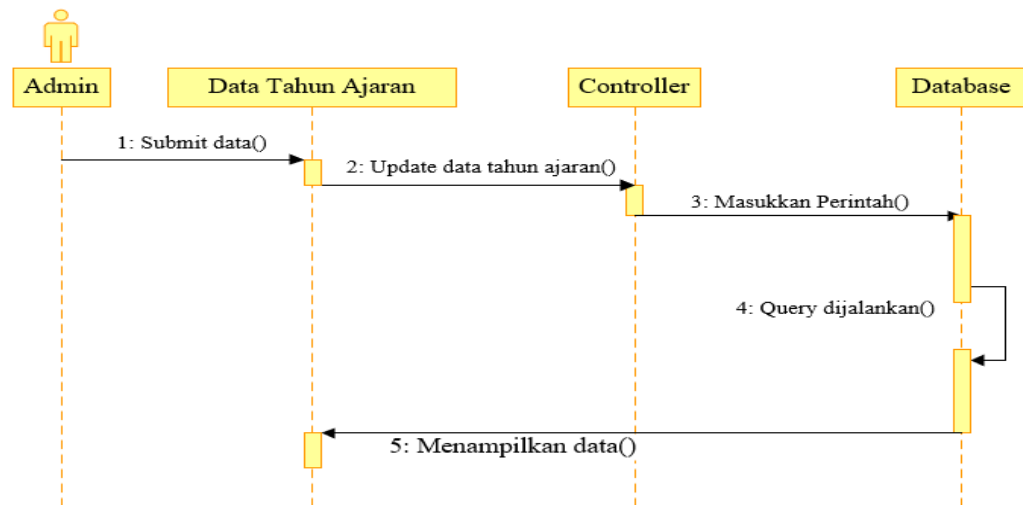 Admin
Data Tahun Ajaran
Controller
Database
1: Submit data()
2: Update data tahun ajaran()
3: Masukkan Perintah()
4: Query dijalankan()
5: Menampilkan data()